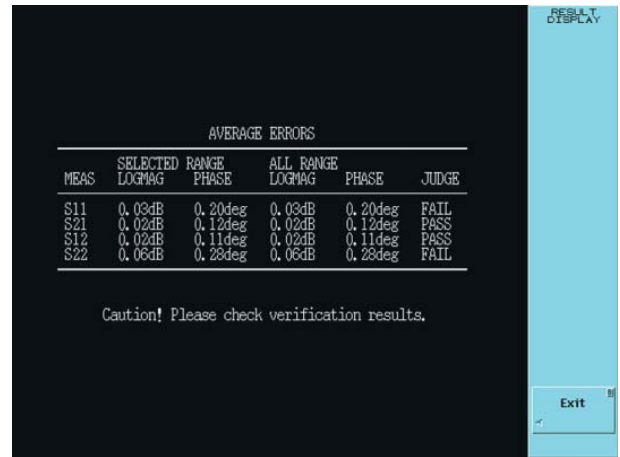 RESULT
DISPLAY
AVERAGE ERRORS
SELECTED RANGE ALL RANGE
MEAS LOGMAG PHASE LOGMAG PHASE JUDGE
S11 0.03dB 0.20deg 0.03dB 0.20deg FAIL
S21 0.02dB 0.12deg 0.02dB 0.12deg PASS
S12 0.02dB 0.11deg 0.02dB 0.11deg PASS
S22 0.06dB 0.28deg 0.06dB 0.28deg FAIL
Caution! Please check verification results.
Exit